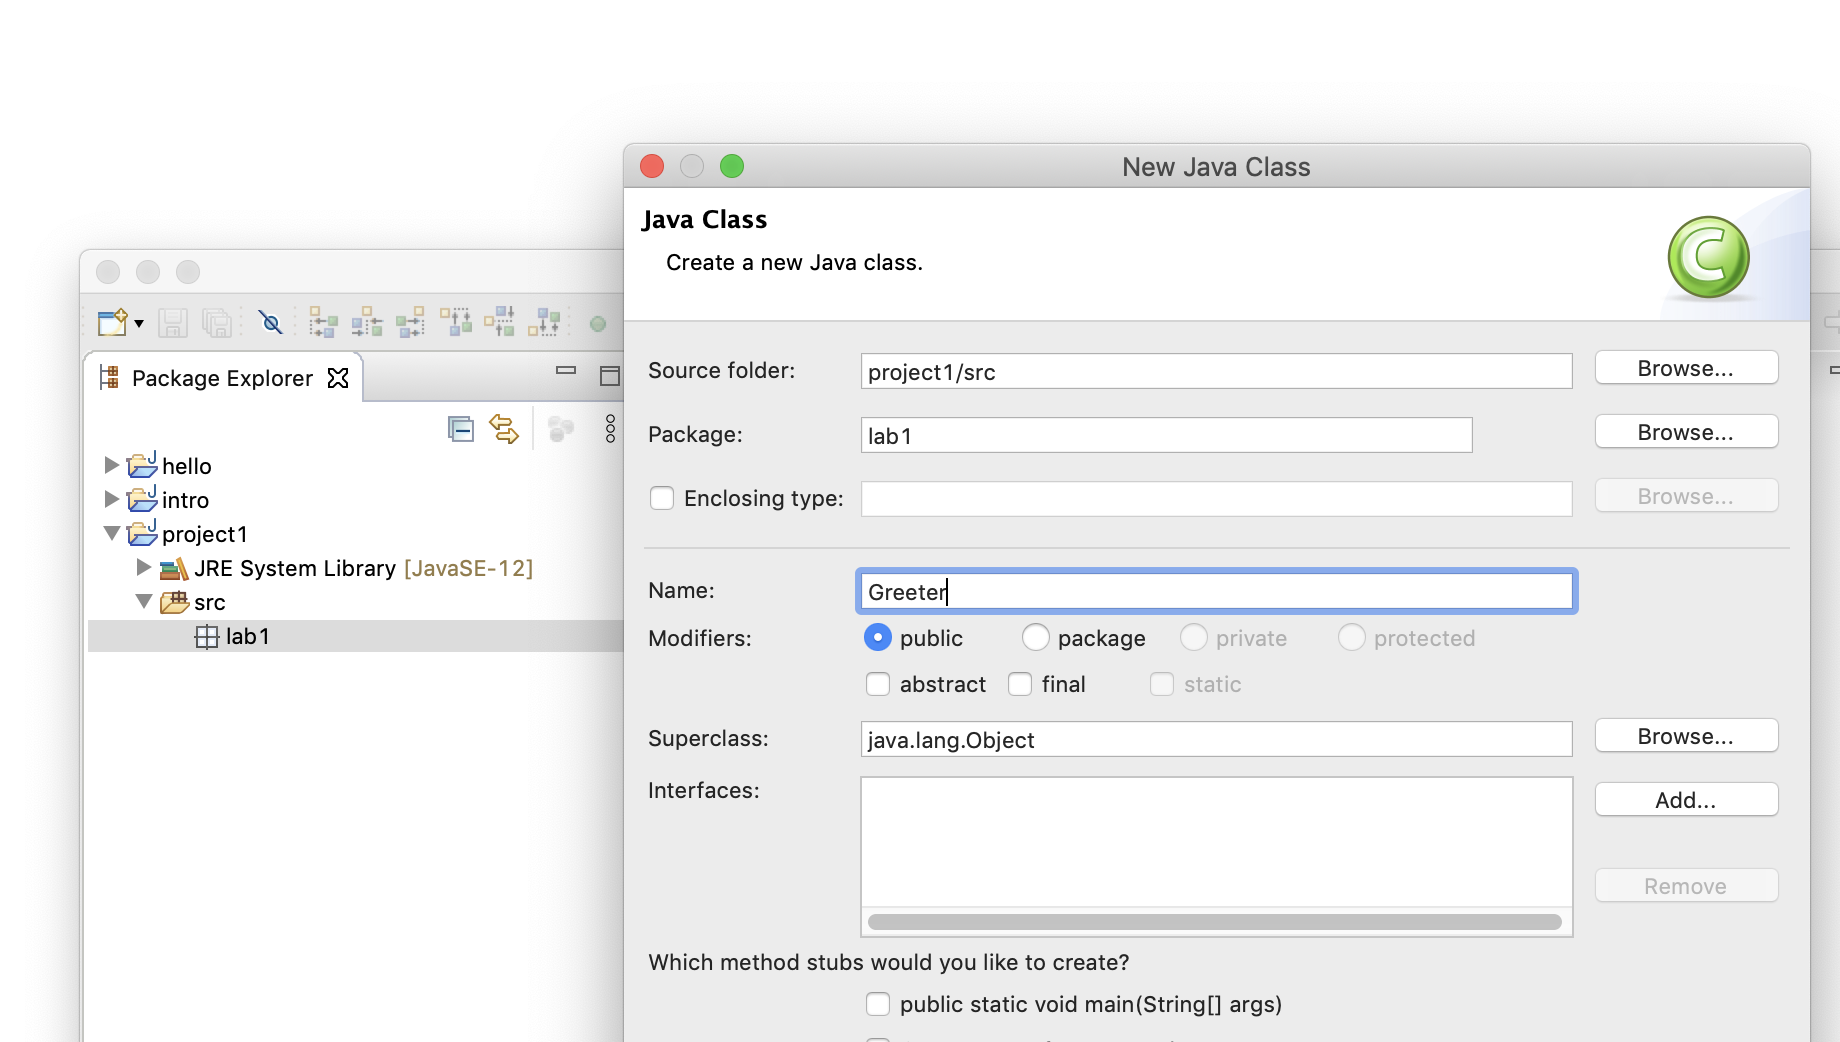 New Java Class
Java Class
Create a new Java class.
Package Explorer
hello
intro
project1
JRE System Library [JavaSE-12]
src
lab1
Source folder: project1/src Browse...
Package: lab1 Browse...
Enclosing type: Browse...
Name: Greeter
Modifiers: public package private protected
abstract final static
Superclass: java.lang.Object Browse...
Interfaces: Add...
Remove
Which method stubs would you like to create?
public static void main(String[] args)